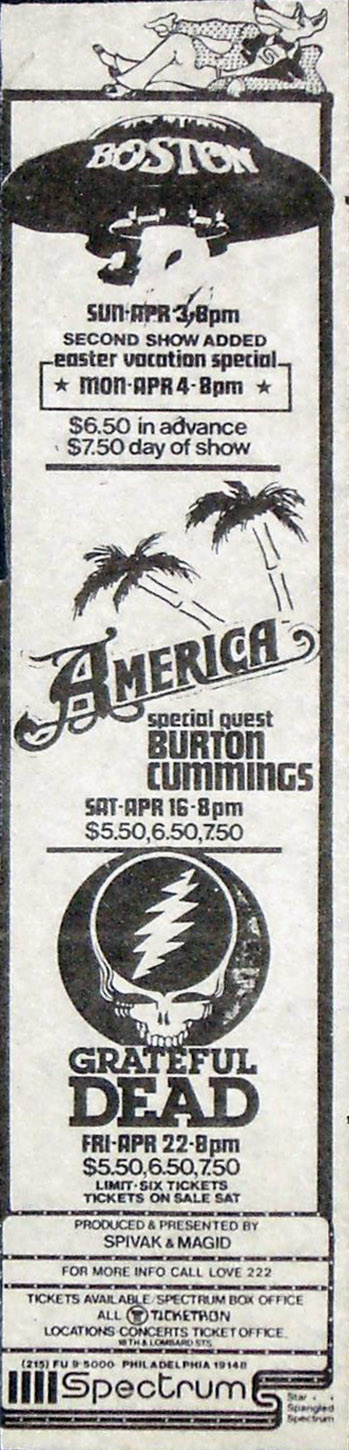 BOSTON
SUN·APR 3·8pm
SECOND SHOW ADDED
easter vacation special
★ MON·APR 4·8pm ★
$6.50 in advance
$7.50 day of show
AMERICA
special guest
BURTON
CUMMINGS
SAT·APR 16·8pm
$5.50,6.50,7.50
GRATEFUL
DEAD
FRI·APR 22·8pm
$5.50,6.50,7.50
LIMIT·SIX TICKETS
TICKETS ON SALE SAT
PRODUCED & PRESENTED BY
SPIVAK & MAGID
FOR MORE INFO CALL LOVE 222
TICKETS AVAILABLE/SPECTRUM BOX OFFICE
ALL TICKETRON
LOCATIONS·CONCERTS TICKET OFFICE,
18TH & LOMBARD STS.
(215) FU 9·5000 PHILADELPHIA 19148
Spectrum
Star
Spangled
Spectrum